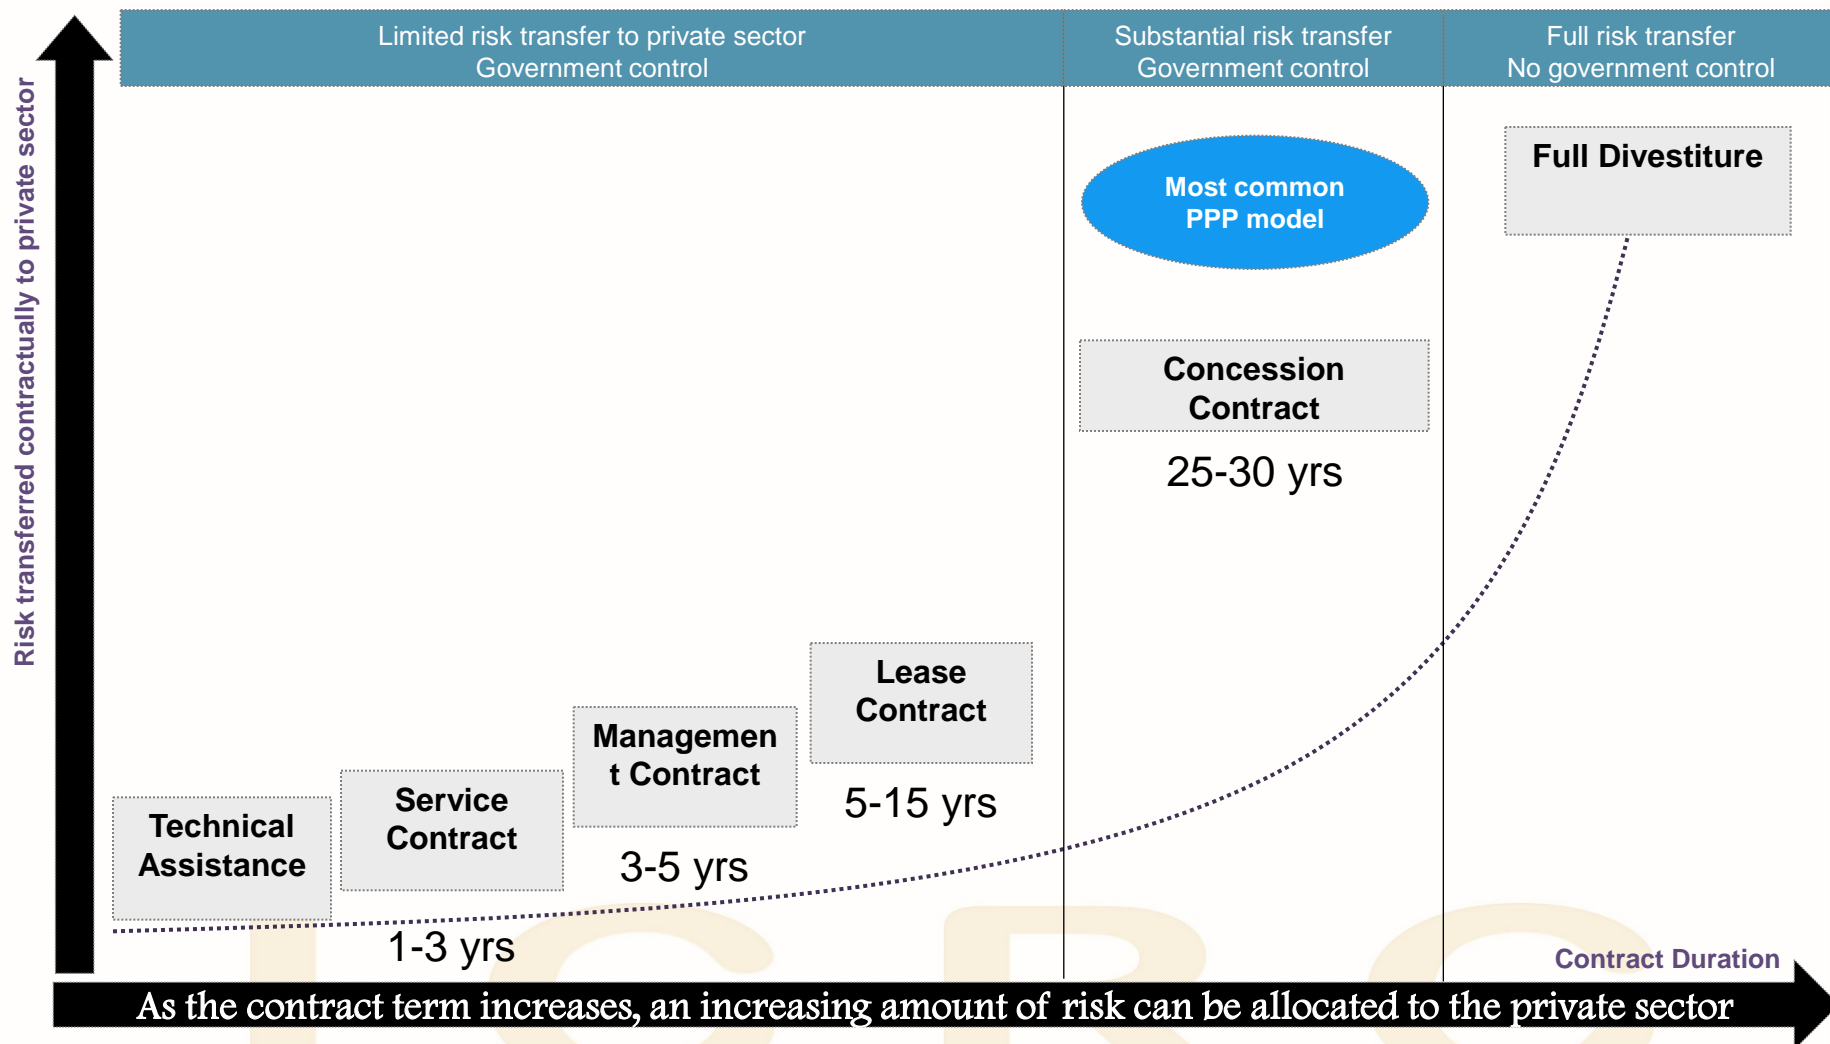 Limited risk transfer to private sector
Government control
Substantial risk transfer
Government control
Full risk transfer
No government control
Risk transferred contractually to private sector
Most common
PPP model
Full Divestiture
Concession
Contract
25-30 yrs
Lease
Contract
5-15 yrs
Managemen
t Contract
3-5 yrs
Service
Contract
1-3 yrs
Technical
Assistance
I C R C
Contract Duration
As the contract term increases, an increasing amount of risk can be allocated to the private sector